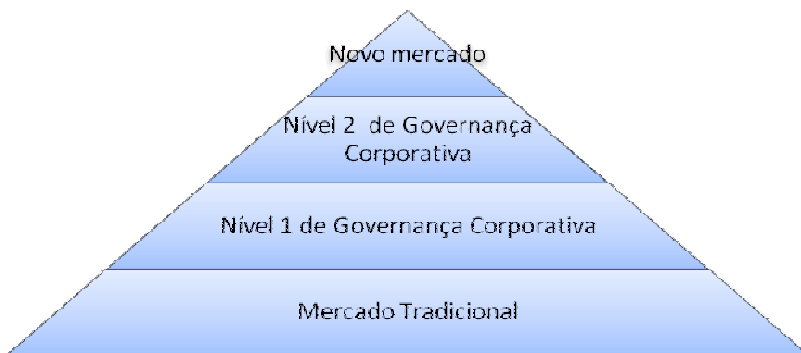 Novo mercado
Nível 2 de Governança
Corporativa
Nível 1 de Governança Corporativa
Mercado Tradicional